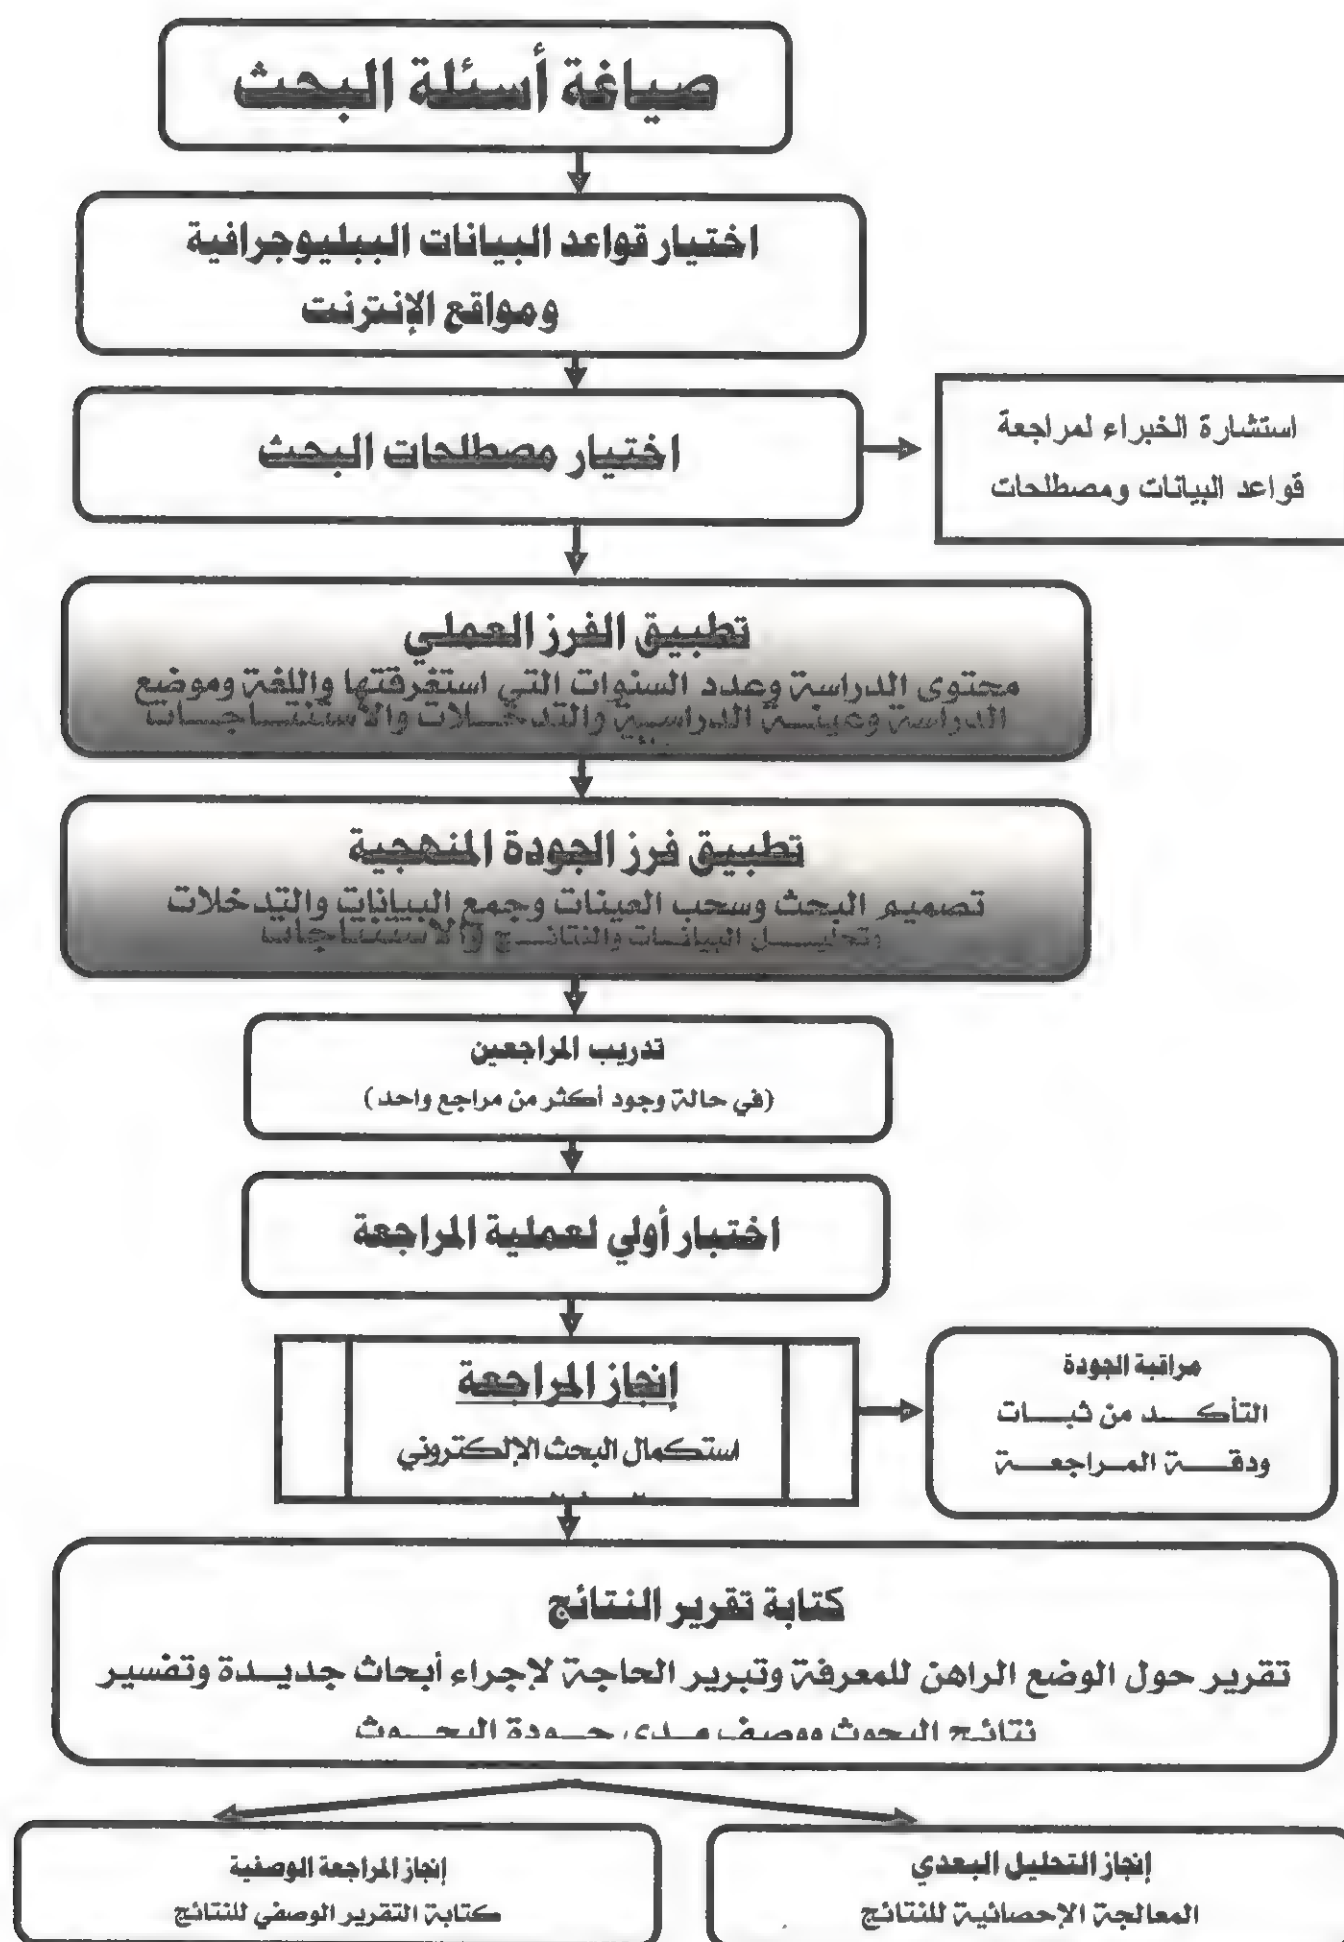 صياغة أسئلة البحث
اختيار قواعد البيانات الببليوجرافية
ومواقع الإنترنت
اختيار مصطلحات البحث
استشارة الخبراء لمراجعة
قواعد البيانات ومصطلحات
تطبيق الفرز العملي
محتوى الدراسة وعدد السنوات التي استغرقتها واللغة وموضع
الدراسة وعينة الدراسة والتدخلات والاستنتاجات
تطبيق فرز الجودة المنهجية
تصميم البحث وسحب العينات وجمع البيانات والتدخلات
وتحليل البيانات والنتائج والاستنتاجات
تدريب المراجعين
(في حالة وجود أكثر من مراجع واحد)
اختبار أولي لعملية المراجعة
إنجاز المراجعة
استكمال البحث الإلكتروني
مراقبة الجودة
التأكد من ثبات
ودقة المراجعة
كتابة تقرير النتائج
تقرير حول الوضع الراهن للمعرفة وتبرير الحاجة لإجراء أبحاث جديدة وتفسير
نتائج البحوث ووصف مدى جودة البحوث
إنجاز التحليل البعدي
المعالجة الإحصائية للنتائج
إنجاز المراجعة الوصفية
كتابة التقرير الوصفي للنتائج